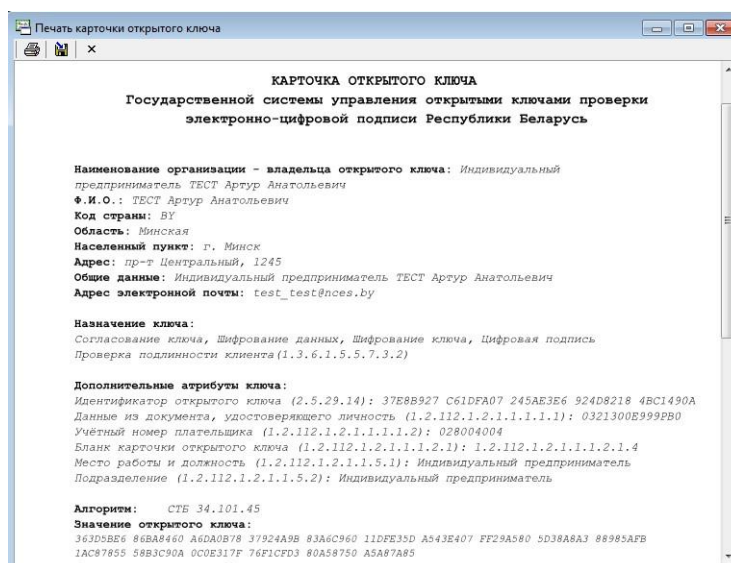 Печать карточки открытого ключа
КАРТОЧКА ОТКРЫТОГО КЛЮЧА
Государственной системы управления открытыми ключами проверки
электронно-цифровой подписи Республики Беларусь
Наименование организации - владельца открытого ключа: Индивидуальный
предприниматель ТЕСТ Артур Анатольевич
Ф.И.О.: ТЕСТ Артур Анатольевич
Код страны: BY
Область: Минская
Населенный пункт: г. Минск
Адрес: пр-т Центральный, 1245
Общие данные: Индивидуальный предприниматель ТЕСТ Артур Анатольевич
Адрес электронной почты: test_test@nces.by
Назначение ключа:
Согласование ключа, Шифрование данных, Шифрование ключа, Цифровая подпись
Проверка подлинности клиента(1.3.6.1.5.5.7.3.2)
Дополнительные атрибуты ключа:
Идентификатор открытого ключа (2.5.29.14): 37E8B927 C61DFA07 245AE3E6 924D8218 4BC1490A
Данные из документа, удостоверяющего личность (1.2.112.1.2.1.1.1.1.1): 0321300E999PB0
Учётный номер плательщика (1.2.112.1.2.1.1.1.1.2): 028004004
Бланк карточки открытого ключа (1.2.112.1.2.1.1.1.2.1): 1.2.112.1.2.1.1.1.2.1.4
Место работы и должность (1.2.112.1.2.1.1.5.1): Индивидуальный предприниматель
Подразделение (1.2.112.1.2.1.1.5.2): Индивидуальный предприниматель
Алгоритм: СТБ 34.101.45
Значение открытого ключа:
363D5BE6 86BA8460 A6DA0B78 37924A9B 83A6C960 11DFE35D A543E407 FF29A580 5D38A8A3 88985AFB
1AC87855 58B3C90A 0C0E317F 76F1CFD3 80A58750 A5A87A85